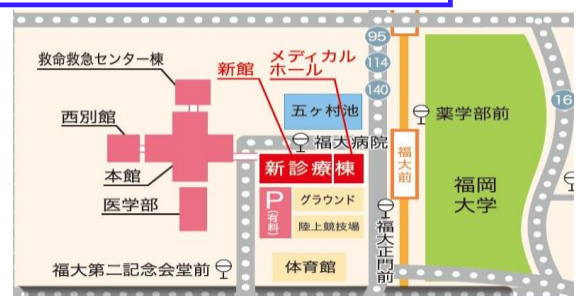 95
114
140
16
救命救急センター棟
新館
メディカル
ホール
西別館
五ヶ村池
福大病院
薬学部前
新診療棟
福大前
本館
医学部
P
(有料)
グラウンド
陸上競技場
福岡
大学
福大正門前
体育館
福大第二記念会堂前